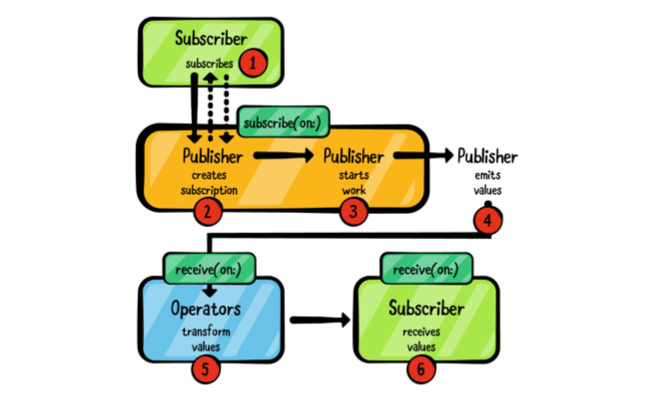 Subscriber
subscribes
1
subscribe(on:)
Publisher
creates
subscription
2
Publisher
starts
work
3
Publisher
emits
values
4
receive(on:)
Operators
transform
values
5
receive(on:)
Subscriber
receives
values
6